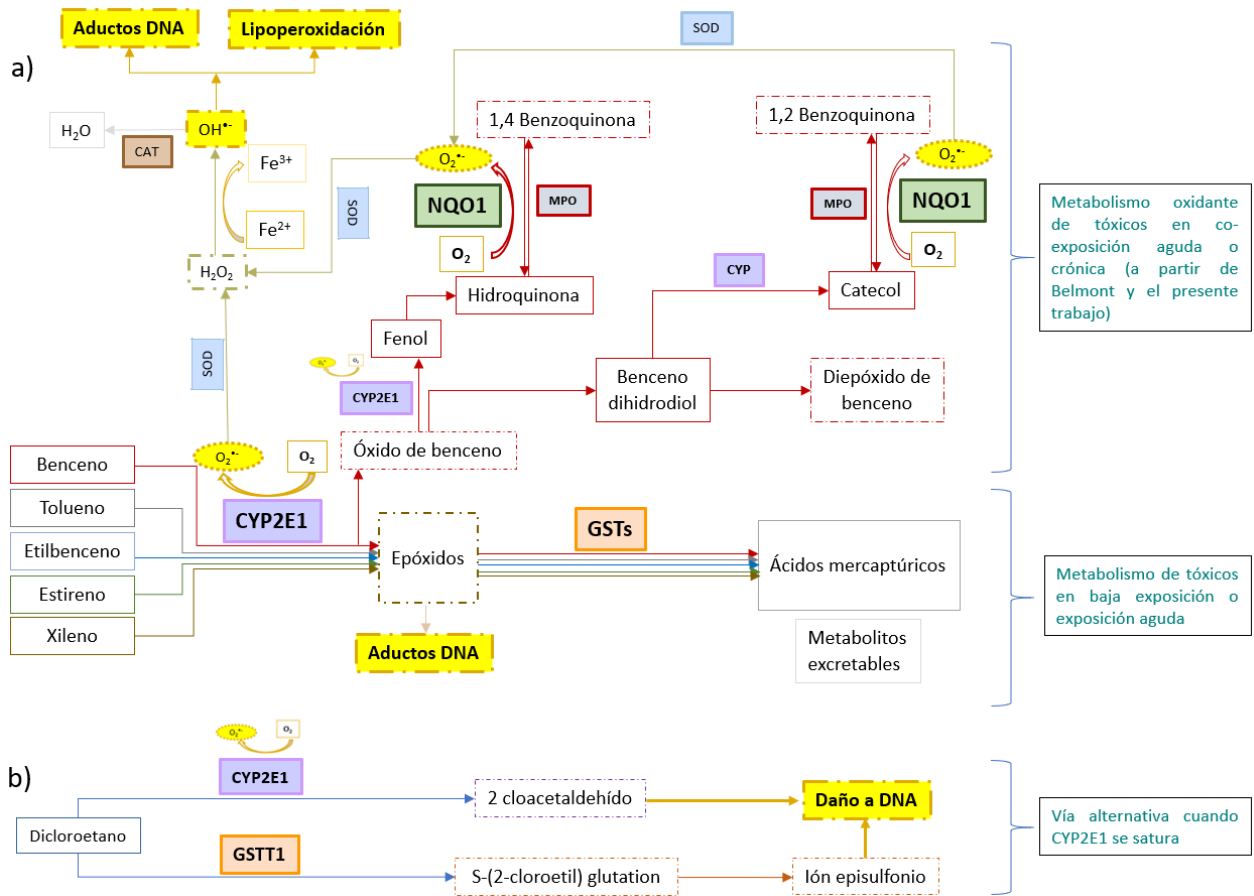 a)
Aductos DNA
Lipoperoxidación
SOD
H2O
CAT
OH•-
Fe3+
Fe2+
H2O2
SOD
SOD
O2•-
NQO1
O2
1,4 Benzoquinona
MPO
Hidroquinona
1,2 Benzoquinona
MPO
O2•-
NQO1
O2
CYP
Catecol
Fenol
O2•-
O2
CYP2E1
Benceno
dihidrodiol
Diepóxido de
benceno
Óxido de benceno
Metabolismo oxidante
de tóxicos en co-
exposición aguda o
crónica (a partir de
Belmont y el presente
trabajo)
Benceno
Tolueno
Etilbenceno
Estireno
Xileno
O2•-
O2
CYP2E1
Epóxidos
GSTs
Ácidos mercaptúricos
Aductos DNA
Metabolitos
excretables
Metabolismo de tóxicos
en baja exposición o
exposición aguda
b)
O2•-
O2
CYP2E1
Dicloroetano
2 cloacetaldehído
Daño a DNA
GSTT1
S-(2-cloroetil) glutation
Ión episulfonio
Vía alternativa cuando
CYP2E1 se satura